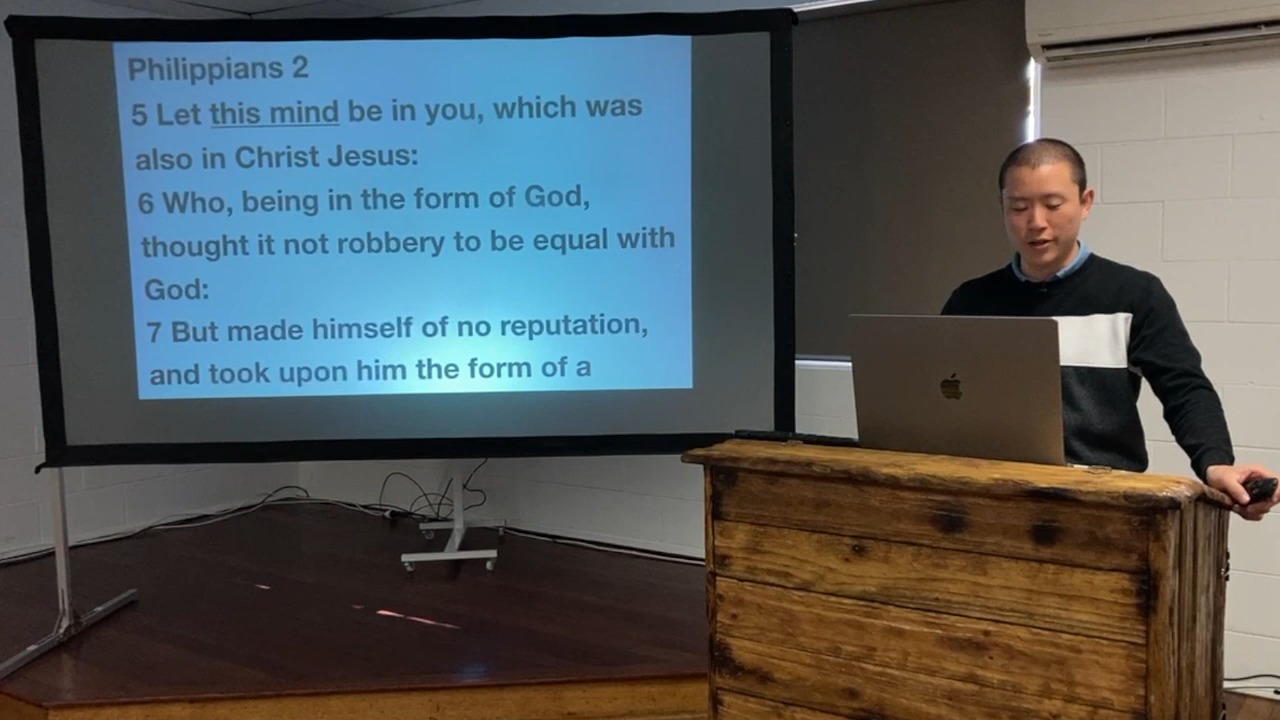 Philippians 2
5 Let this mind be in you, which was
also in Christ Jesus:
6 Who, being in the form of God,
thought it not robbery to be equal with
God:
7 But made himself of no reputation,
and took upon him the form of a